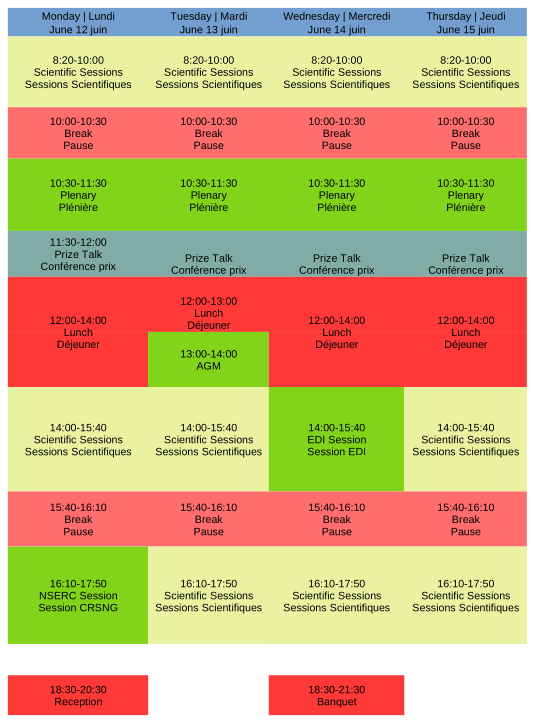 Monday | Lundi
June 12 juin
Tuesday | Mardi
June 13 juin
Wednesday | Mercredi
June 14 juin
Thursday | Jeudi
June 15 juin
8:20-10:00
Scientific Sessions
Sessions Scientifiques
8:20-10:00
Scientific Sessions
Sessions Scientifiques
8:20-10:00
Scientific Sessions
Sessions Scientifiques
8:20-10:00
Scientific Sessions
Sessions Scientifiques
10:00-10:30
Break
Pause
10:00-10:30
Break
Pause
10:00-10:30
Break
Pause
10:00-10:30
Break
Pause
10:30-11:30
Plenary
Plénière
10:30-11:30
Plenary
Plénière
10:30-11:30
Plenary
Plénière
10:30-11:30
Plenary
Plénière
11:30-12:00
Prize Talk
Conférence prix
Prize Talk
Conférence prix
Prize Talk
Conférence prix
Prize Talk
Conférence prix
12:00-14:00
Lunch
Déjeuner
12:00-13:00
Lunch
Déjeuner
13:00-14:00
AGM
12:00-14:00
Lunch
Déjeuner
12:00-14:00
Lunch
Déjeuner
14:00-15:40
Scientific Sessions
Sessions Scientifiques
14:00-15:40
Scientific Sessions
Sessions Scientifiques
14:00-15:40
EDI Session
Session EDI
14:00-15:40
Scientific Sessions
Sessions Scientifiques
15:40-16:10
Break
Pause
15:40-16:10
Break
Pause
15:40-16:10
Break
Pause
15:40-16:10
Break
Pause
16:10-17:50
NSERC Session
Session CRSNG
16:10-17:50
Scientific Sessions
Sessions Scientifiques
16:10-17:50
Scientific Sessions
Sessions Scientifiques
16:10-17:50
Scientific Sessions
Sessions Scientifiques
18:30-20:30
Reception
18:30-21:30
Banquet